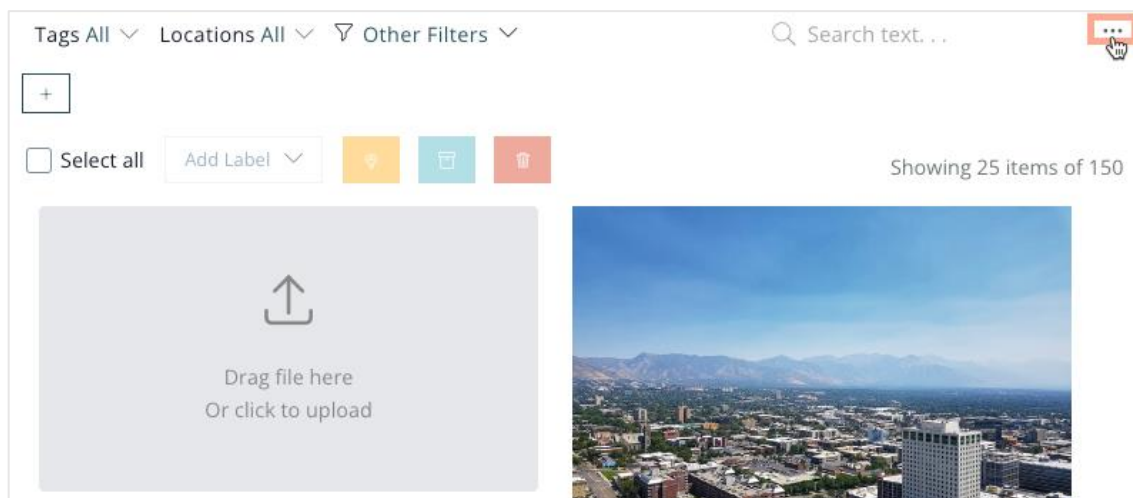 Tags All Locations All Other Filters Search text. . .
Select all Add Label
Showing 25 items of 150
Drag file here
Or click to upload